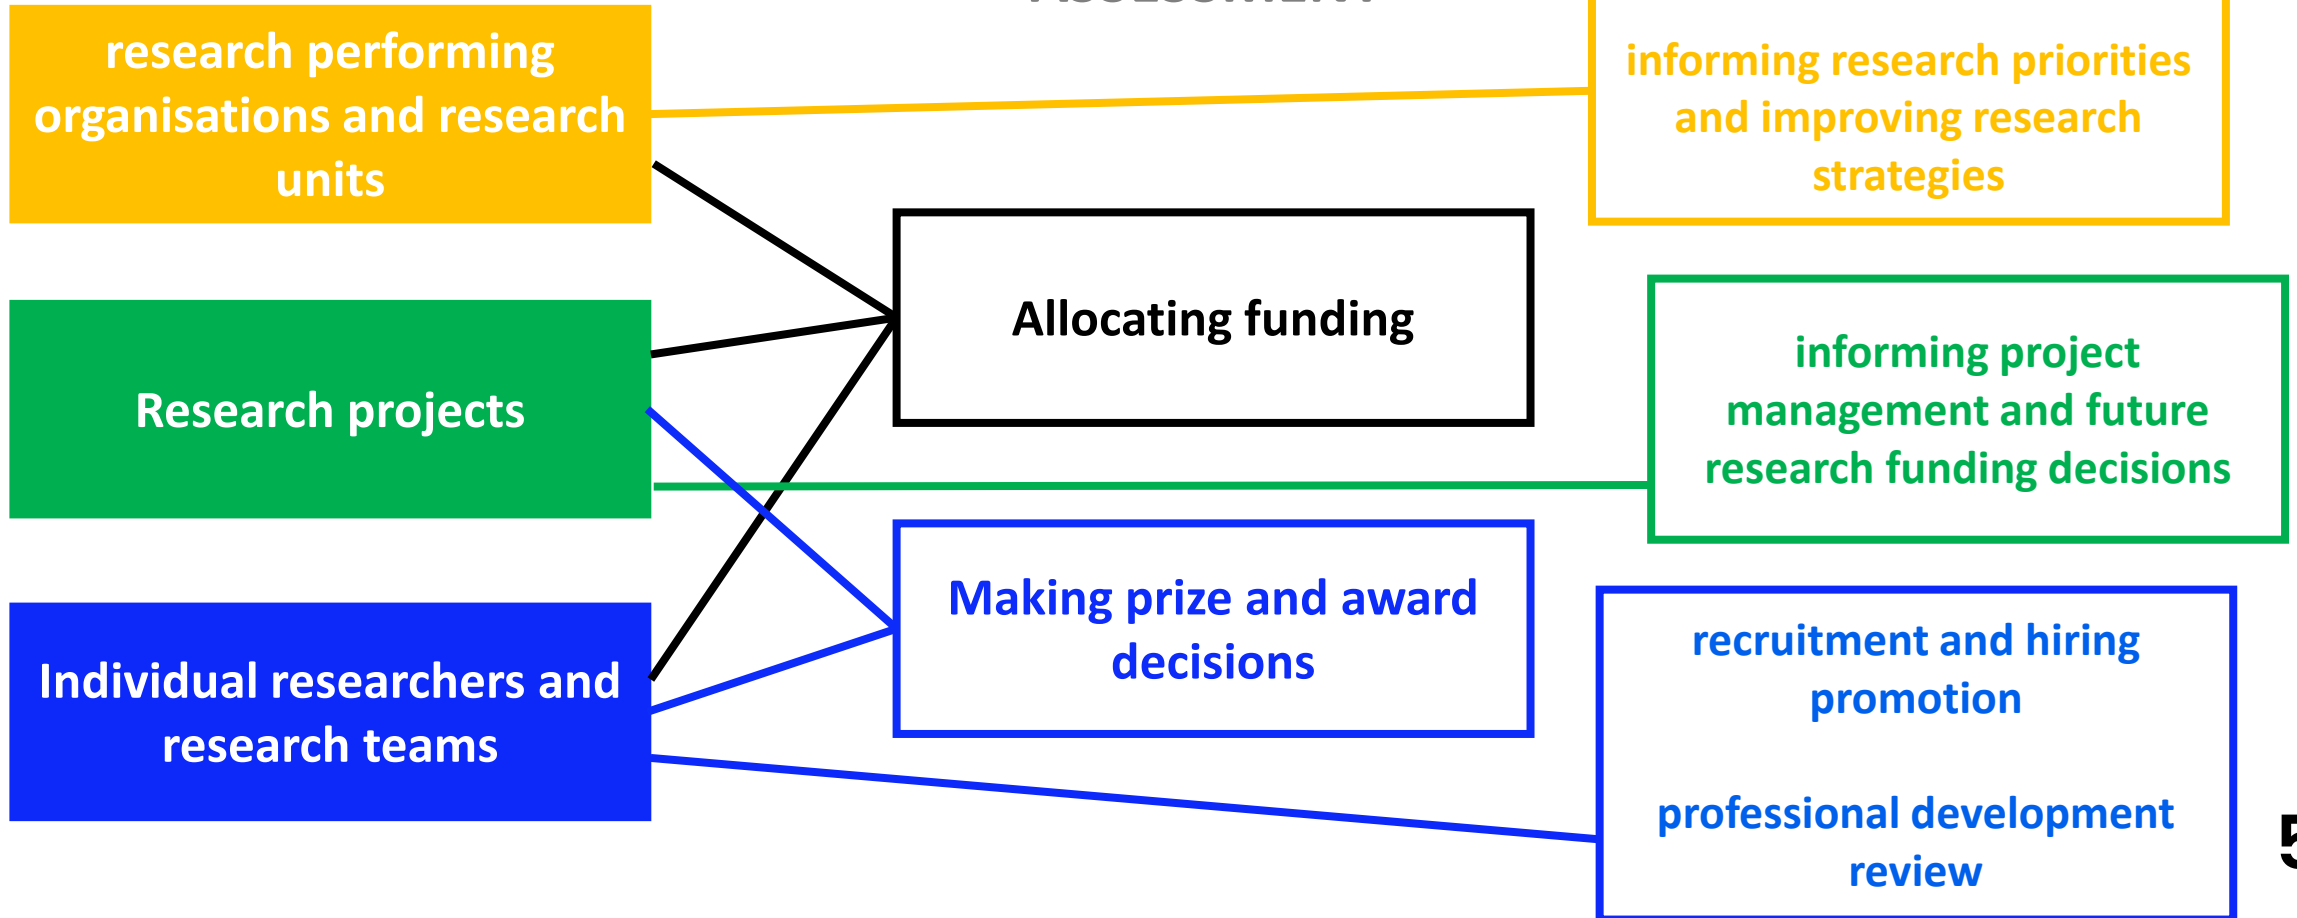 research performing
organisations and research
units
informing research priorities
and improving research
strategies
Allocating funding
Research projects
informing project
management and future
research funding decisions
Making prize and award
decisions
Individual researchers and
research teams
recruitment and hiring
promotion
professional development
review